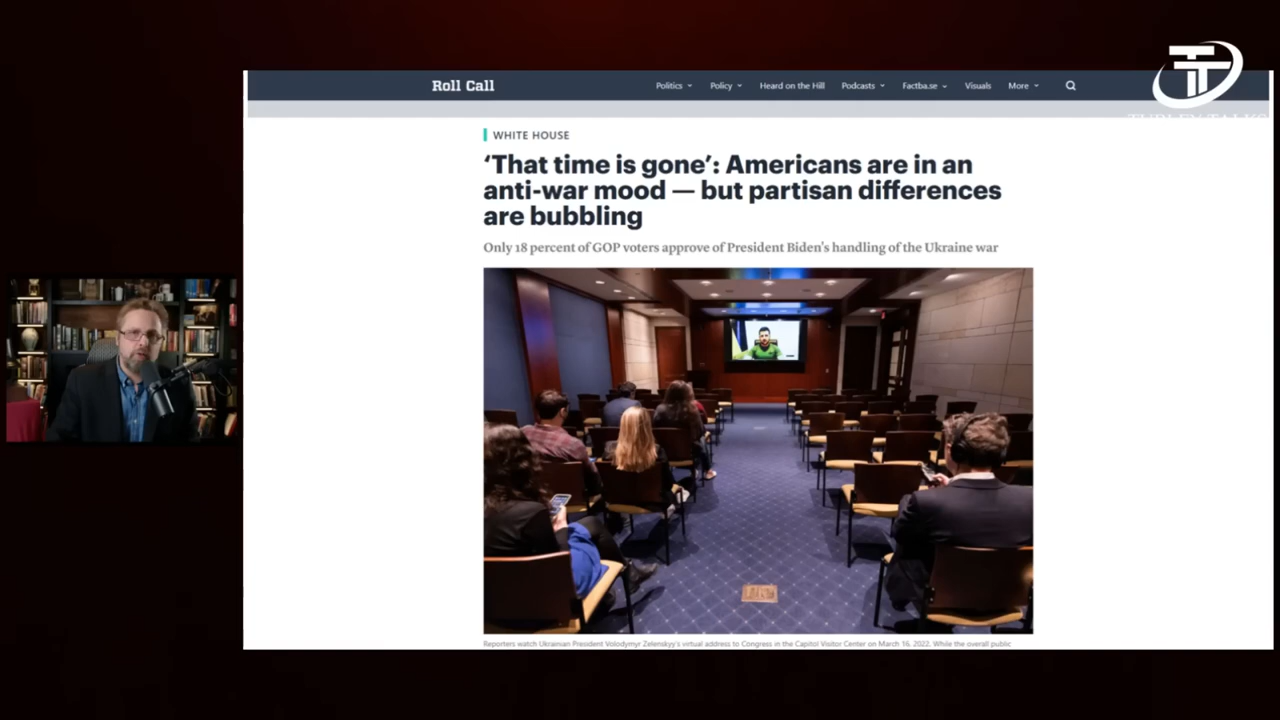 Roll Call
Politics Policy Heard on the Hill Podcasts Factba.se Visuals More
WHITE HOUSE
‘That time is gone’: Americans are in an
anti-war mood — but partisan differences
are bubbling
Only 18 percent of GOP voters approve of President Biden's handling of the Ukraine war
Reporters watch Ukrainian President Volodymyr Zelenskyy's virtual address to Congress in the Capitol Visitor Center on March 16, 2022. While the overall public